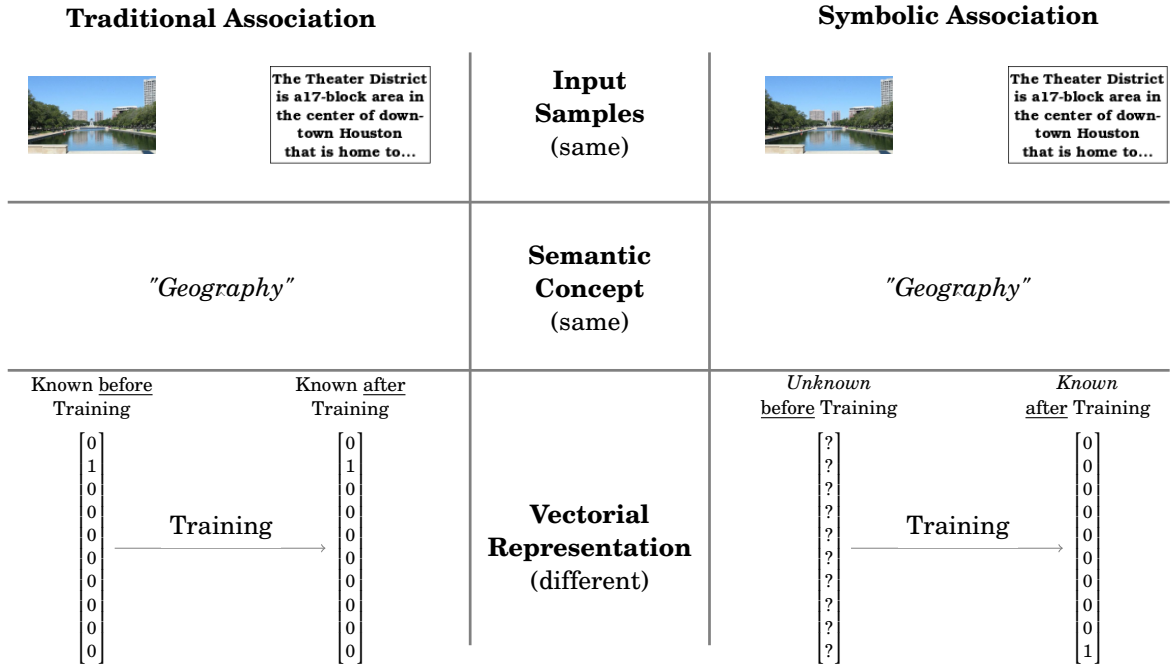 Traditional Association
Symbolic Association
The Theater District
is a17-block area in
the center of down-
town Houston
that is home to...
Input
Samples
(same)
The Theater District
is a17-block area in
the center of down-
town Houston
that is home to...
"Geography"
Semantic
Concept
(same)
"Geography"
Known before
Training
Known after
Training
Unknown
before Training
Known
after Training
0
1
0
0
0
0
0
0
0
0
Training
0
1
0
0
0
0
0
0
0
0
Vectorial
Representation
(different)
?
?
?
?
?
?
?
?
?
?
Training
0
0
0
0
0
0
0
0
0
1